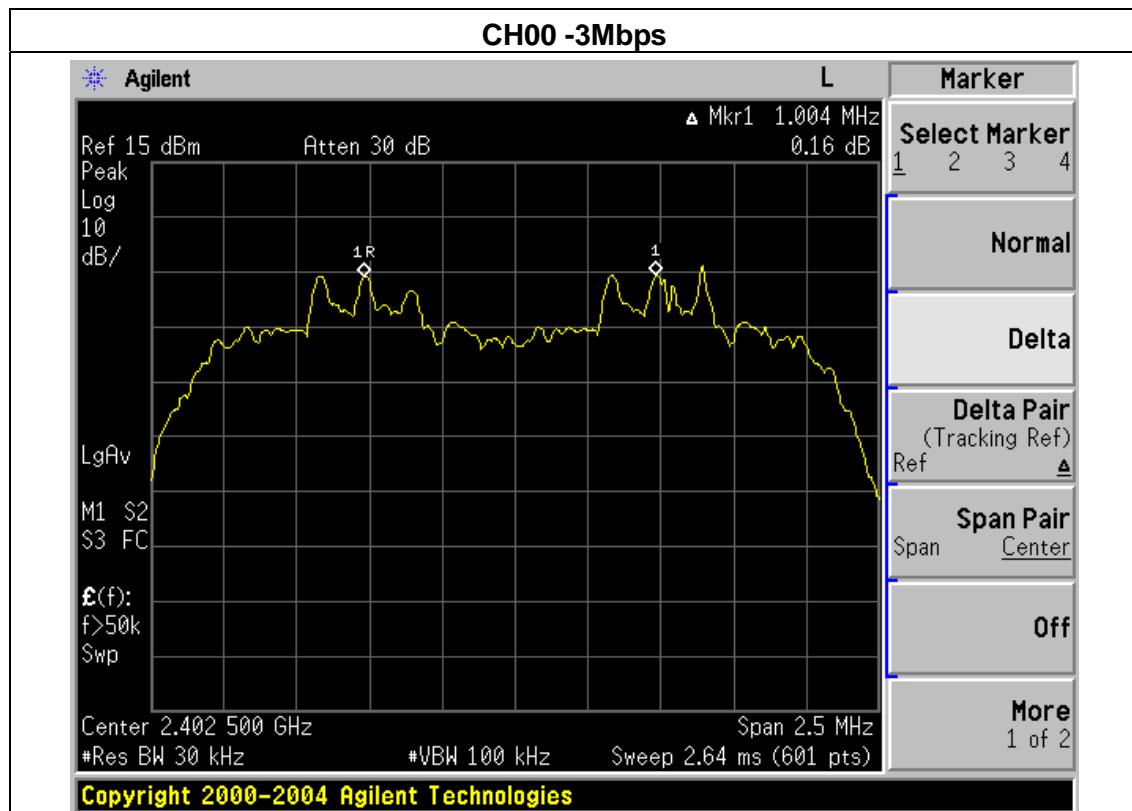 CH00 -3Mbps
Agilent L
Δ Mkr1 1.004 MHz
Ref 15 dBm Atten 30 dB 0.16 dB
Peak
Log
10
dB/
1R
1
LgAv
M1 S2
S3 FC
£(f):
f>50k
Swp
Center 2.402 500 GHz Span 2.5 MHz
#Res BW 30 kHz #VBW 100 kHz Sweep 2.64 ms (601 pts)
Copyright 2000-2004 Agilent Technologies
Marker
Select Marker
1 2 3 4
Normal
Delta
Delta Pair
(Tracking Ref)
Ref Δ
Span Pair
Span Center
Off
More
1 of 2